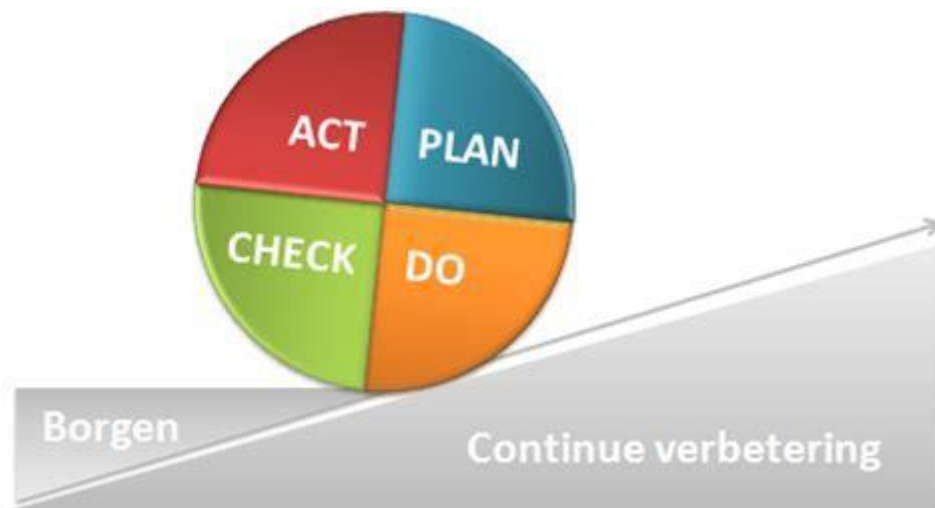 ACT
PLAN
CHECK
DO
Borgen
Continue verbetering